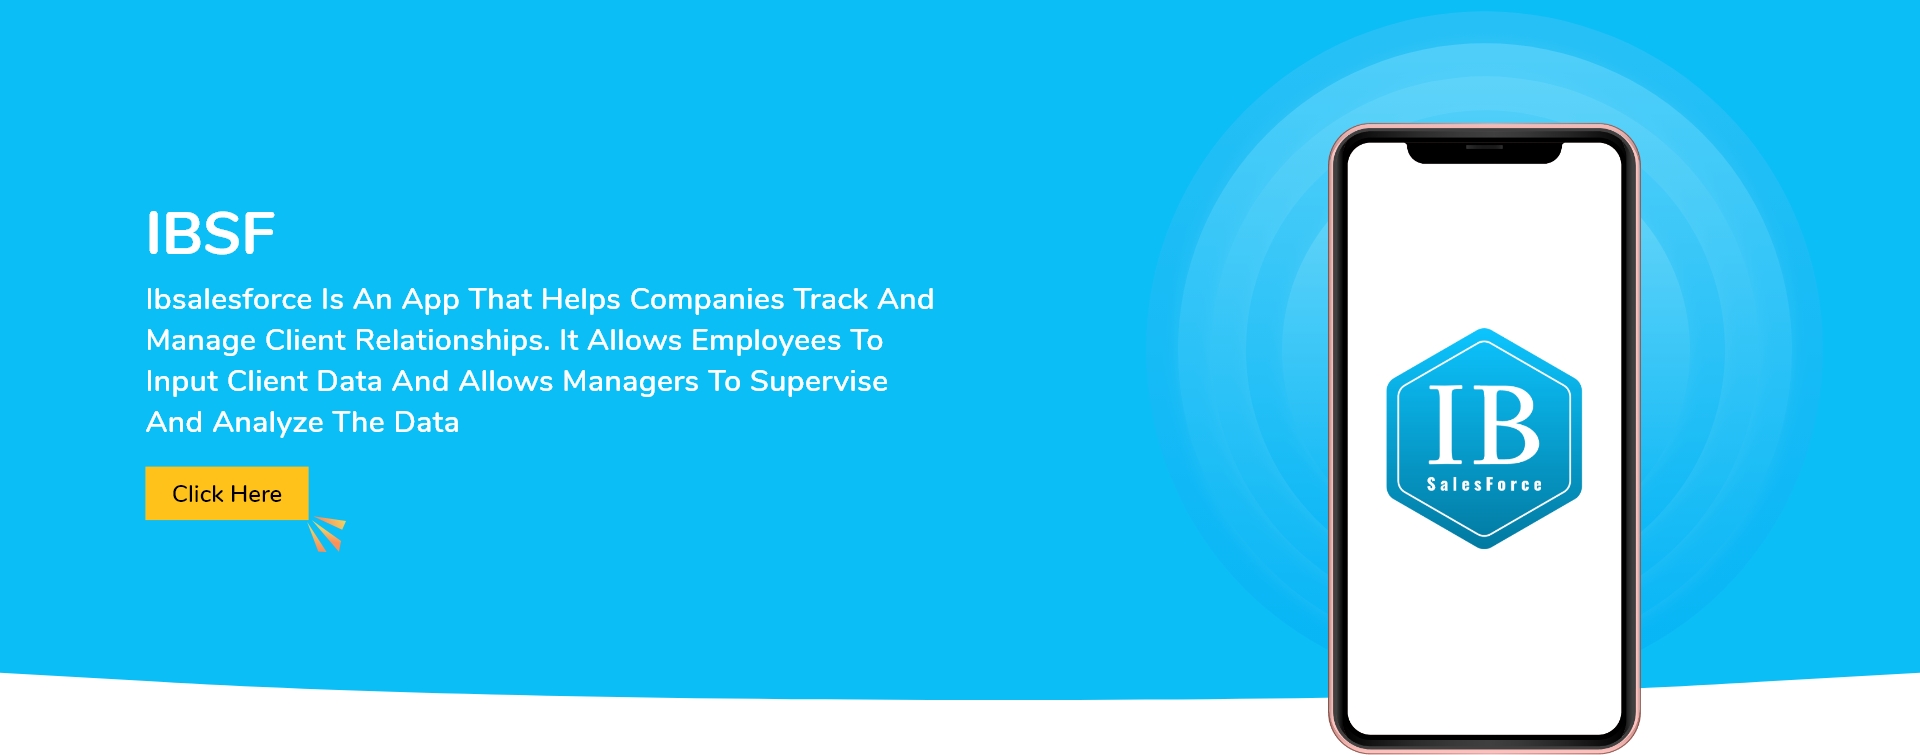 IBSF
Ibsalesforce Is An App That Helps Companies Track And
Manage Client Relationships. It Allows Employees To
Input Client Data And Allows Managers To Supervise
And Analyze The Data
Click Here
IB
SalesForce